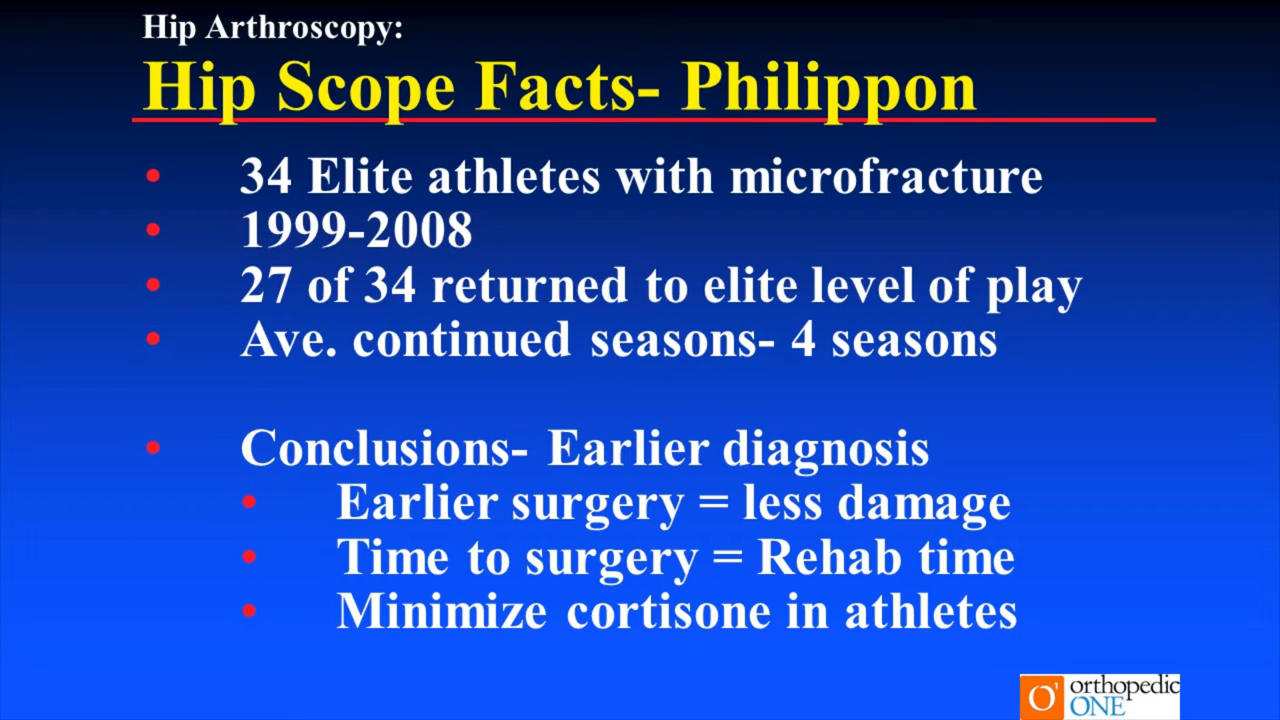 Hip Arthroscopy:
Hip Scope Facts- Philippon
• 34 Elite athletes with microfracture
• 1999-2008
• 27 of 34 returned to elite level of play
• Ave. continued seasons- 4 seasons
• Conclusions- Earlier diagnosis
• Earlier surgery = less damage
• Time to surgery = Rehab time
• Minimize cortisone in athletes
O1 orthopedic
ONE